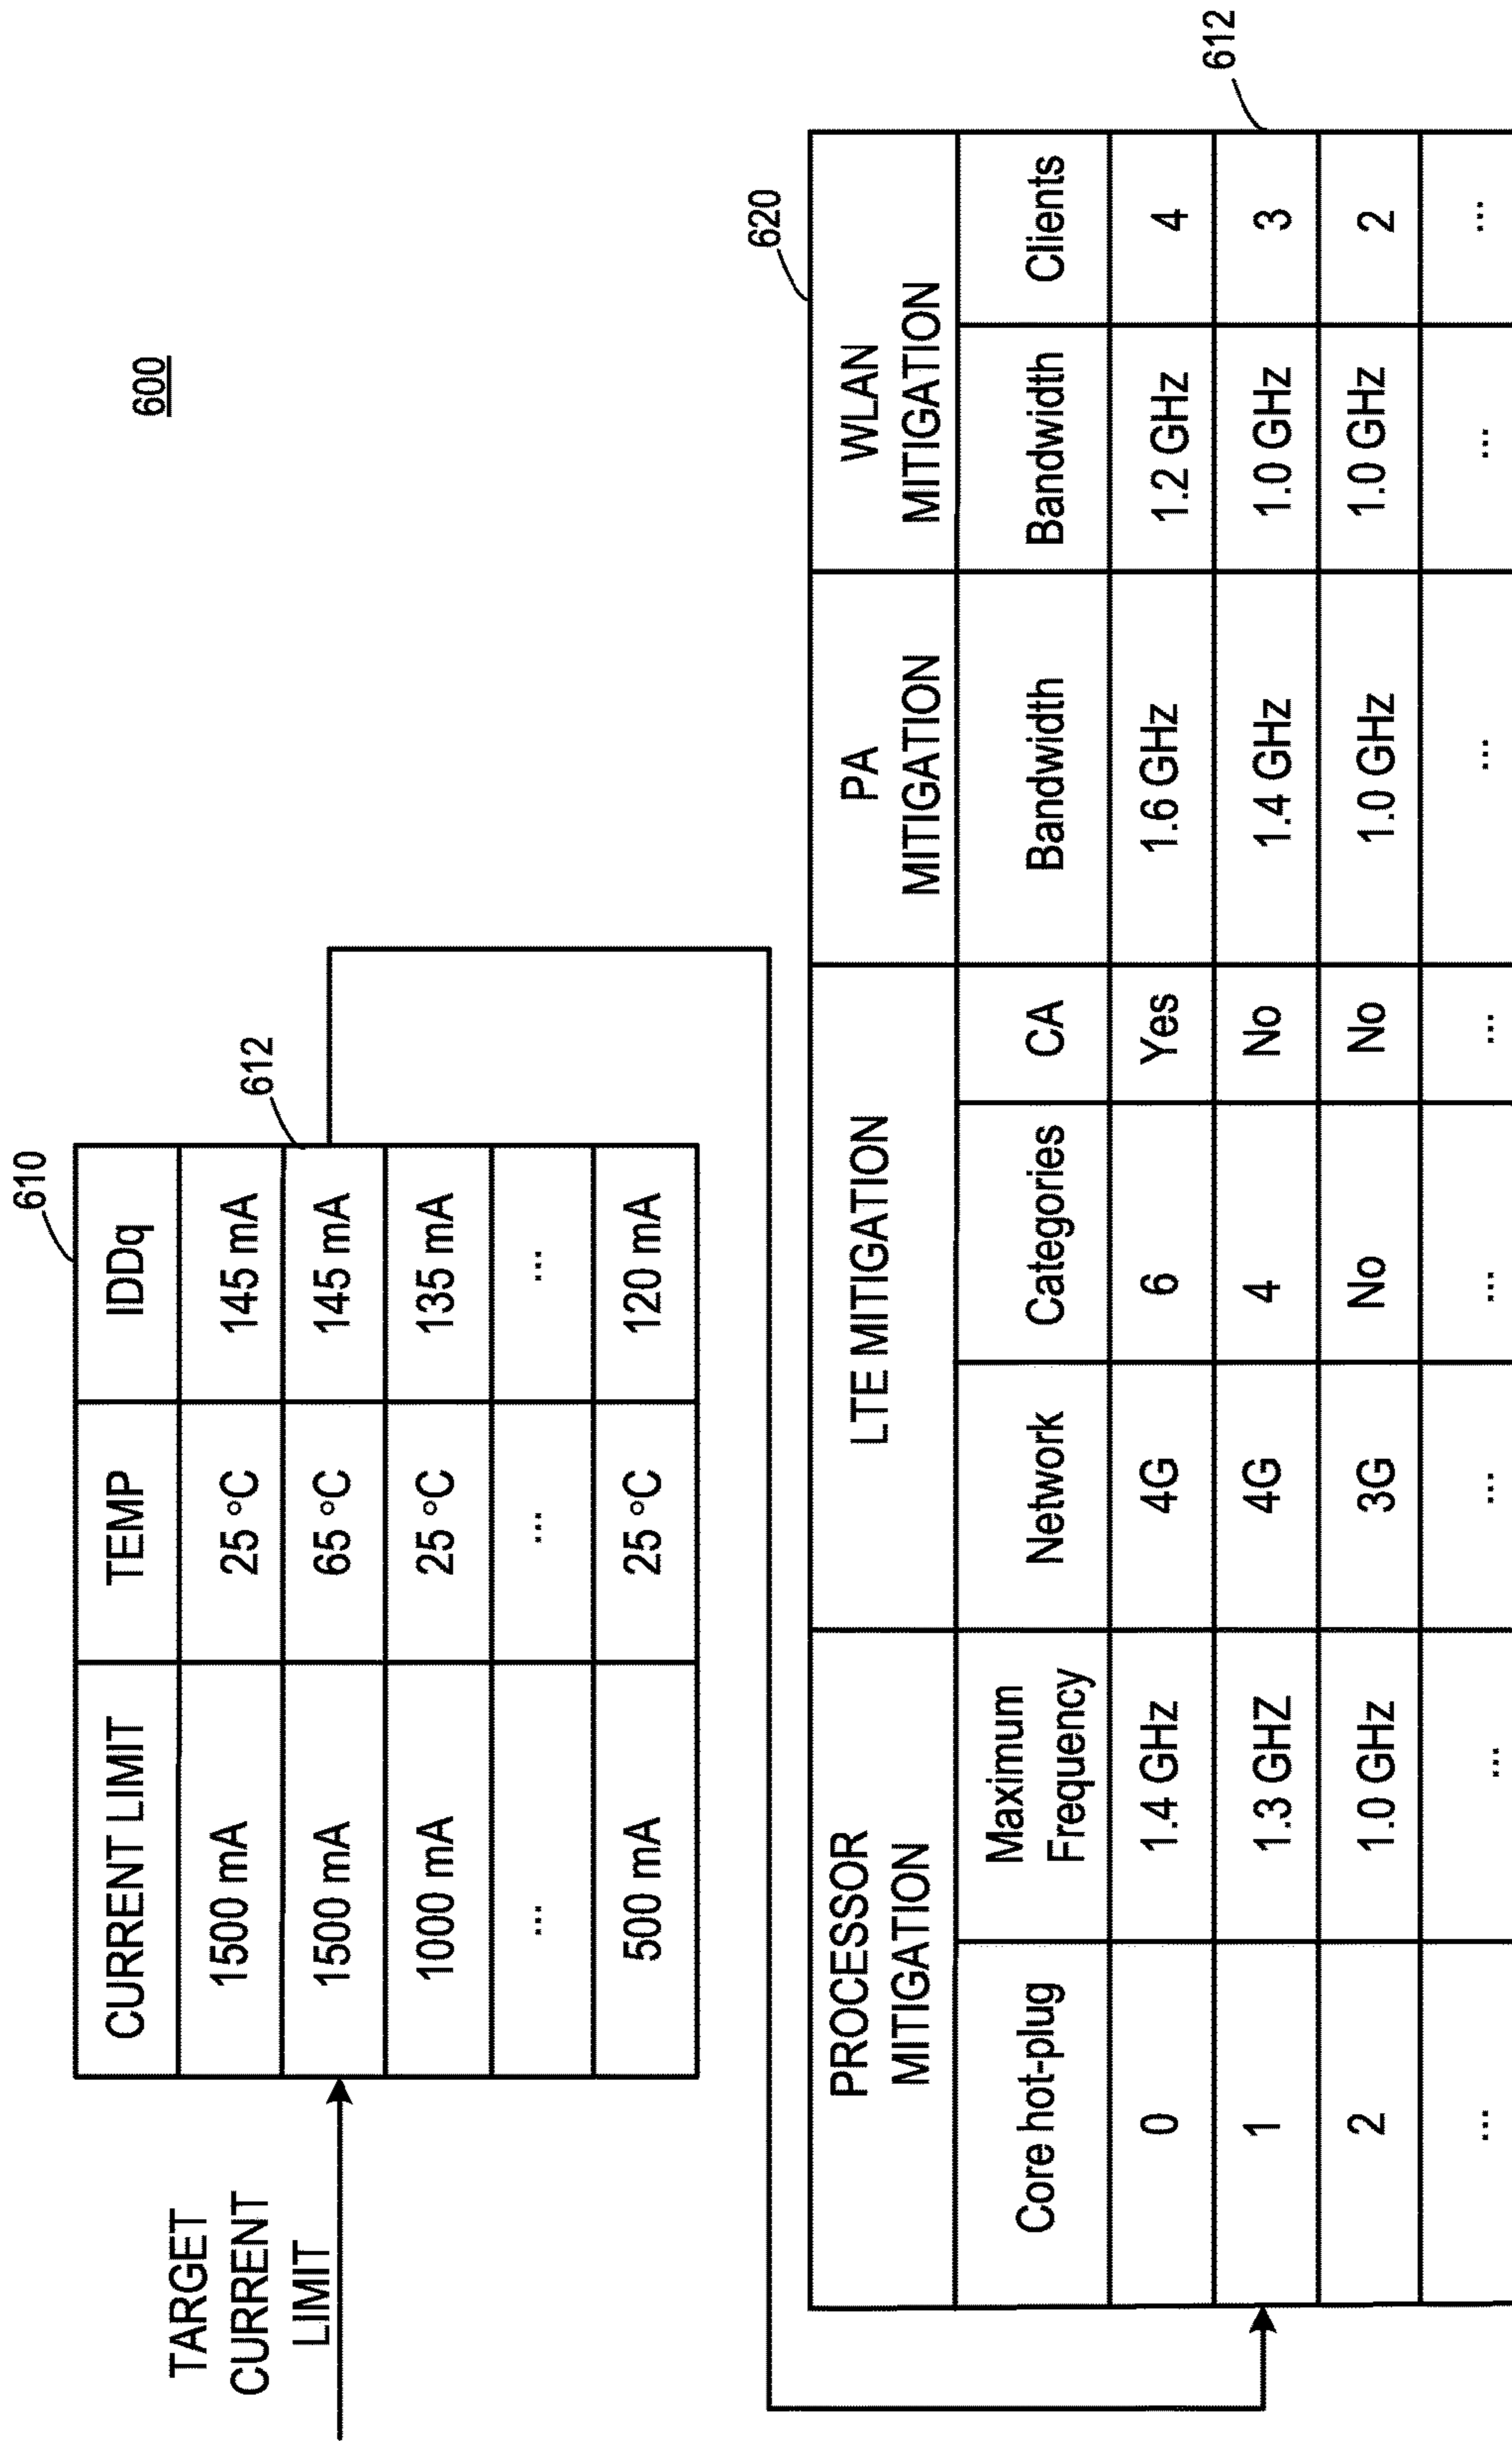 600
610
CURRENT LIMIT TEMP IDDq
1500 mA 25 °C 145 mA
1500 mA 65 °C 145 mA
1000 mA 25 °C 135 mA
... ... ...
500 mA 25 °C 120 mA
612
TARGET
CURRENT
LIMIT
620
PROCESSOR
MITIGATION
LTE MITIGATION
PA
MITIGATION
WLAN
MITIGATION
Core hot-plug
Maximum
Frequency
Network Categories CA Bandwidth Bandwidth Clients
0 1.4 GHz 4G 6 Yes 1.6 GHz 1.2 GHz 4
1 1.3 GHZ 4G 4 No 1.4 GHz 1.0 GHz 3
2 1.0 GHz 3G No No 1.0 GHz 1.0 GHz 2
... ... ... ... ... ... ... ...
612